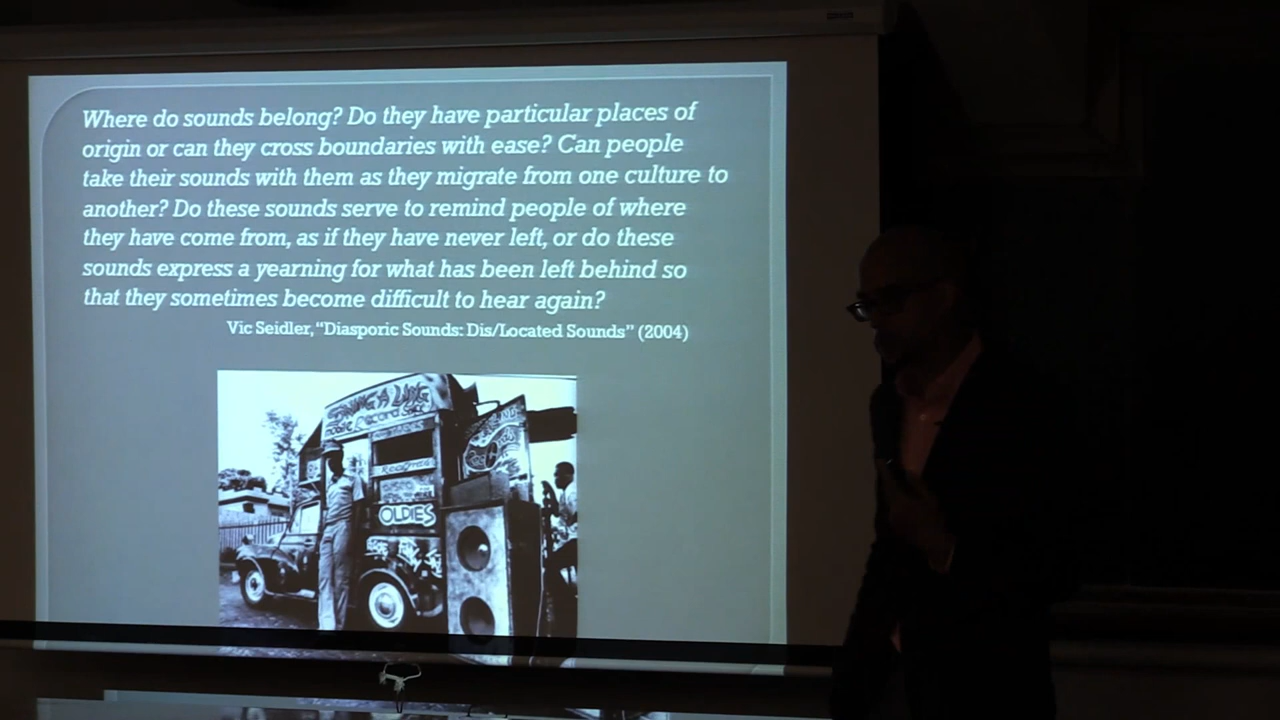 Where do sounds belong? Do they have particular places of
origin or can they cross boundaries with ease? Can people
take their sounds with them as they migrate from one culture to
another? Do these sounds serve to remind people of where
they have come from, as if they have never left, or do these
sounds express a yearning for what has been left behind so
that they sometimes become difficult to hear again?
Vic Seidler, “Diasporic Sounds: Dis/Located Sounds” (2004)
A LING
mobile Record Shop
OLDIES